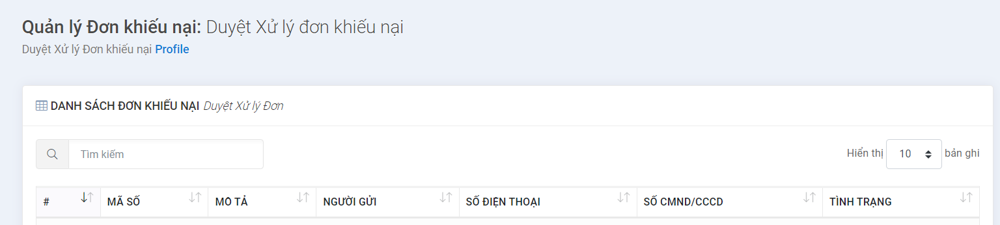 Quản lý Đơn khiếu nại: Duyệt Xử lý đơn khiếu nại
Duyệt Xử lý Đơn khiếu nại Profile
DANH SÁCH ĐƠN KHIẾU NẠI Duyệt Xử lý Đơn
Tìm kiếm
Hiển thị 10 bản ghi
# MÃ SỐ MÔ TẢ NGƯỜI GỬI SỐ ĐIỆN THOẠI SỐ CMND/CCCD TÌNH TRẠNG